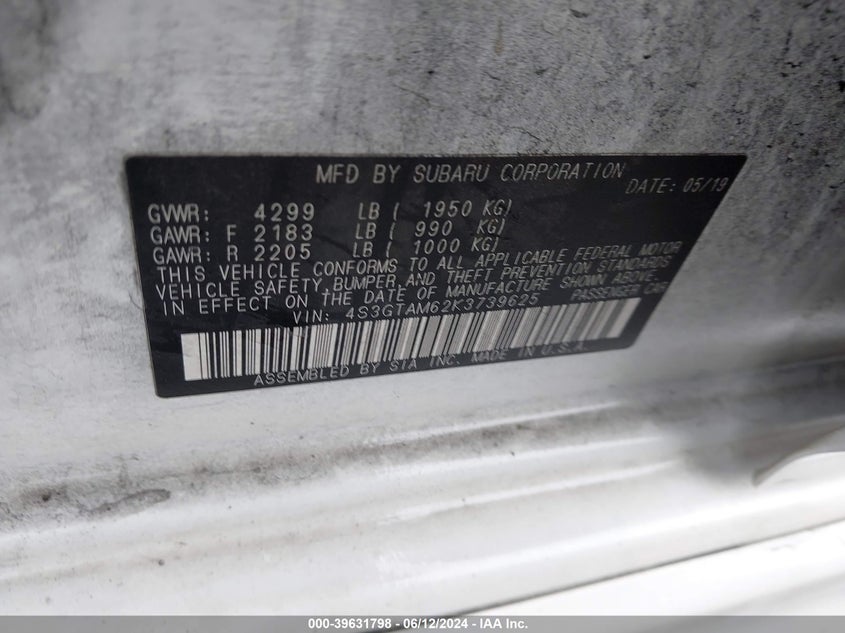 MFD BY SUBARU CORPORATION
DATE: 05/19
GVWR: 4299 LB ( 1950 KG)
GAWR: F 2183 LB ( 990 KG)
GAWR: R 2205 LB ( 1000 KG)
THIS VEHICLE CONFORMS TO ALL APPLICABLE FEDERAL MOTOR
VEHICLE SAFETY, BUMPER, AND THEFT PREVENTION STANDARDS
IN EFFECT ON THE DATE OF MANUFACTURE SHOWN ABOVE.
VIN: 4S3GTAM62K3739625 PASSENGER CAR
ASSEMBLED BY SIA INC. MADE IN U.S.A.
000-39631798 - 06/12/2024 - IAA Inc.